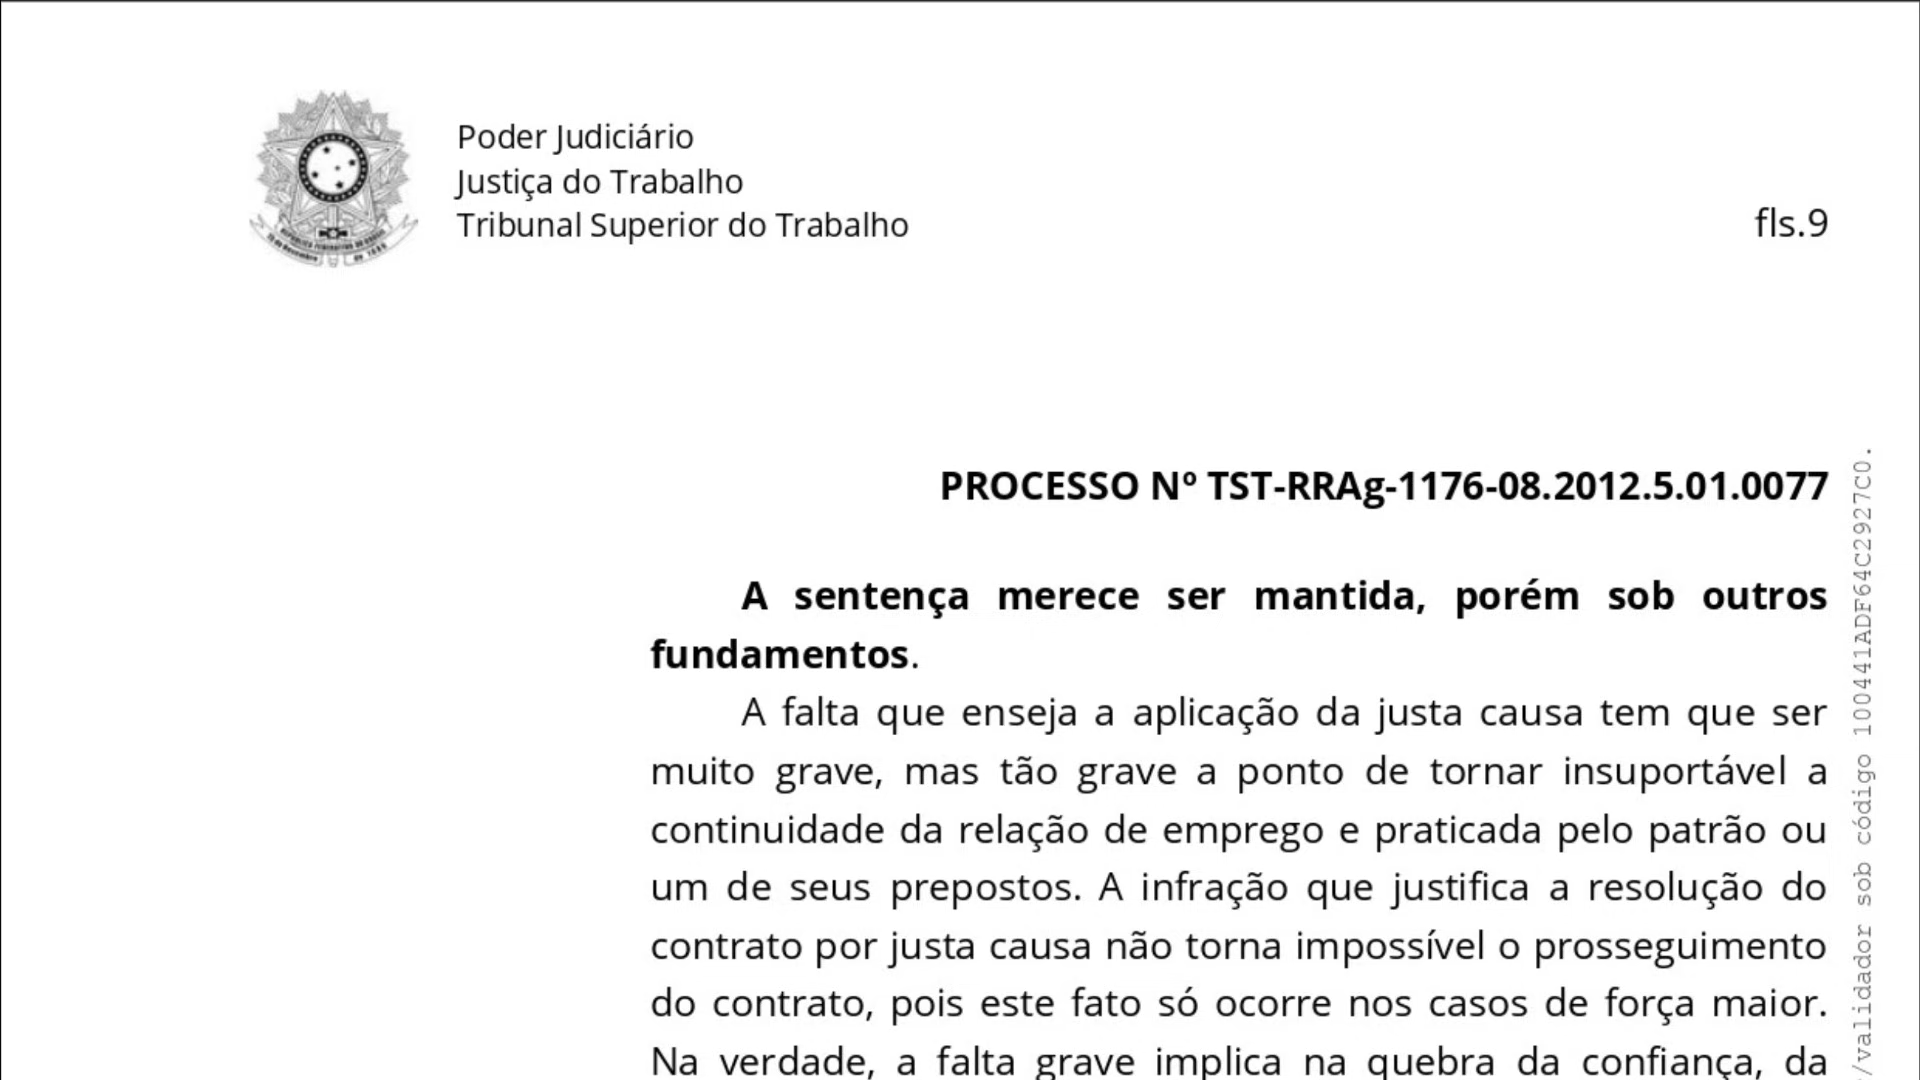 Poder Judiciário
Justiça do Trabalho
Tribunal Superior do Trabalho
fls.9
PROCESSO Nº TST-RRAg-1176-08.2012.5.01.0077
A sentença merece ser mantida, porém sob outros
fundamentos.
A falta que enseja a aplicação da justa causa tem que ser
muito grave, mas tão grave a ponto de tornar insuportável a
continuidade da relação de emprego e praticada pelo patrão ou
um de seus prepostos. A infração que justifica a resolução do
contrato por justa causa não torna impossível o prosseguimento
do contrato, pois este fato só ocorre nos casos de força maior.
Na verdade, a falta grave implica na quebra da confiança, da
/validador sob código 100441ADF64C2927C0.